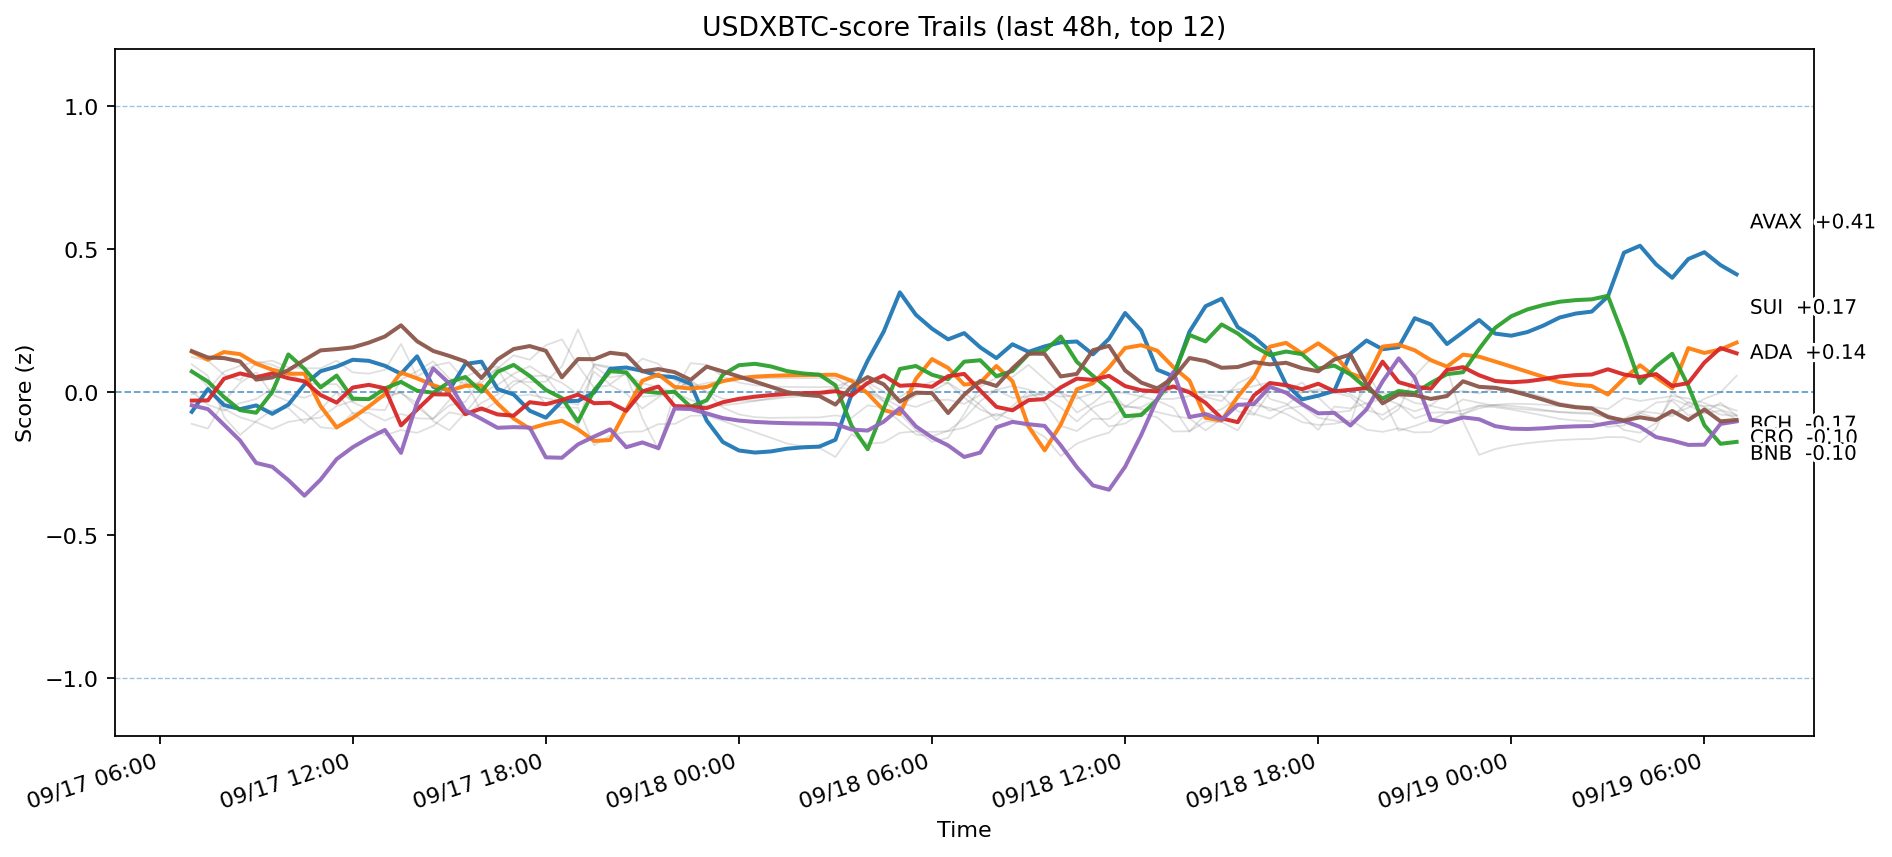 USDXBTC-score Trails (last 48h, top 12)
Score (z)
1.0
0.5
0.0
−0.5
−1.0
AVAX +0.41
SUI +0.17
ADA +0.14
BCH -0.17
CRO -0.10
BNB -0.10
09/17 06:00
09/17 12:00
09/17 18:00
09/18 00:00
09/18 06:00
09/18 12:00
09/18 18:00
09/19 00:00
09/19 06:00
Time